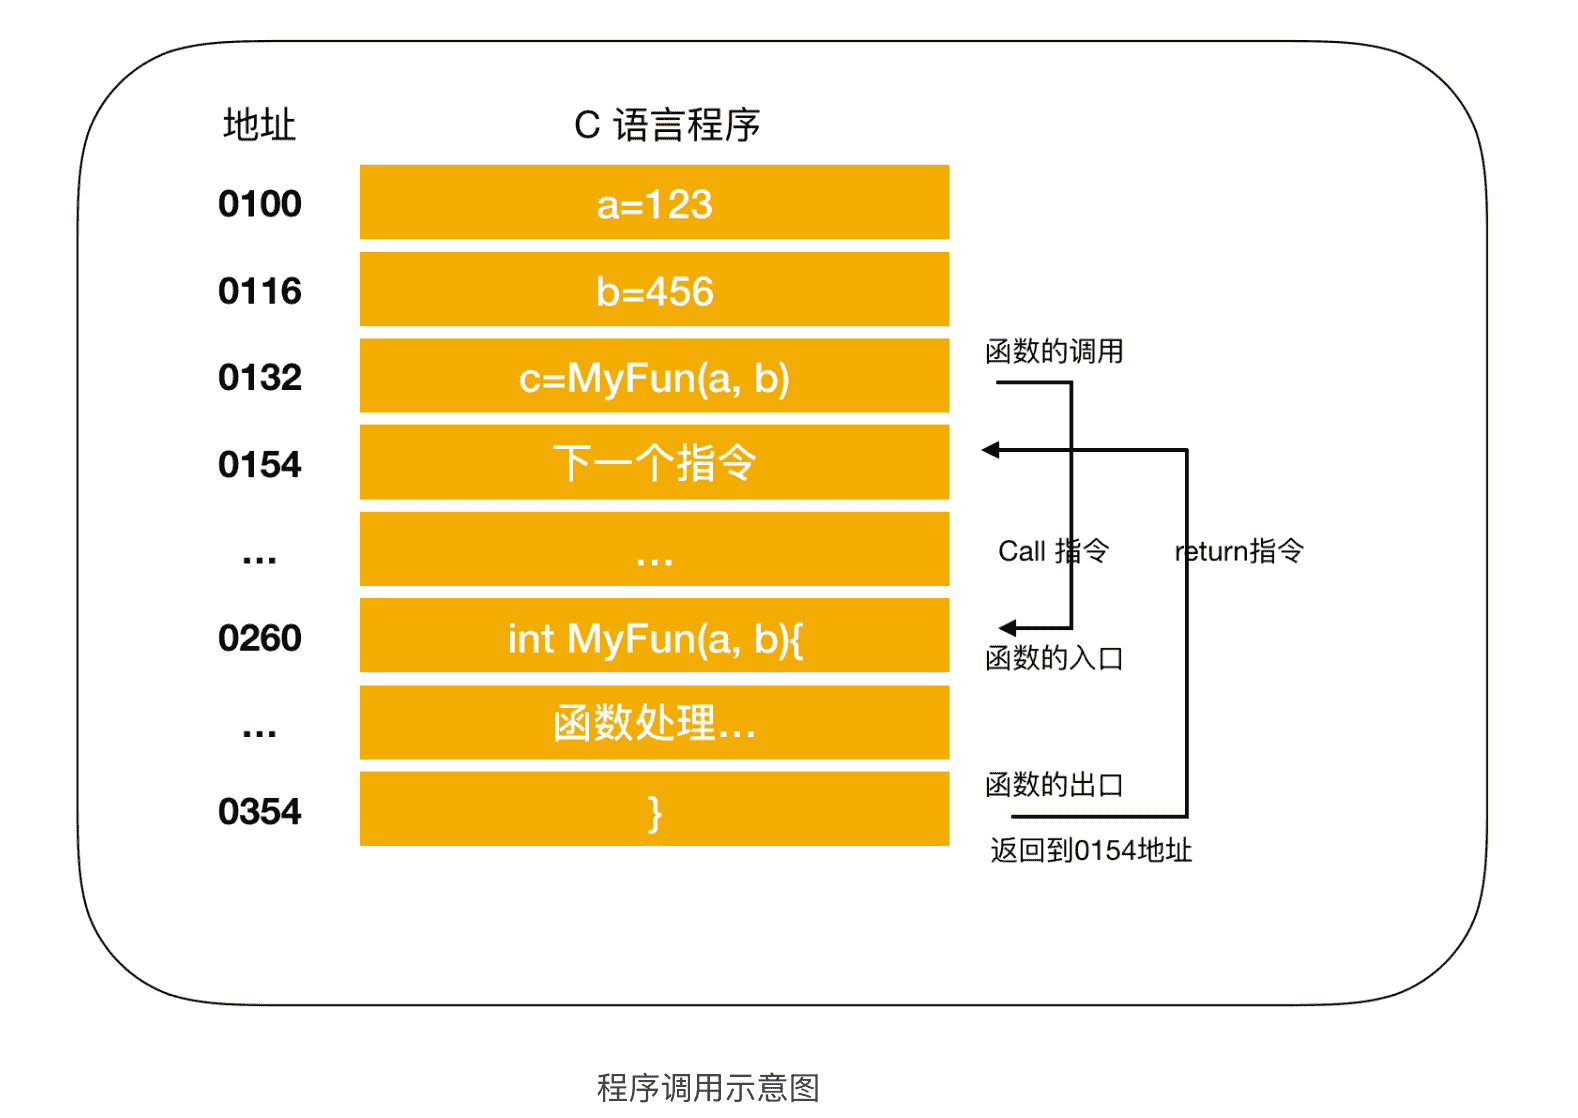 地址 C 语言程序
0100 a=123
0116 b=456
函数的调用
0132 c=MyFun(a, b)
0154 下一个指令
... ...
Call 指令 return指令
0260 int MyFun(a, b){
函数的入口
... 函数处理...
函数的出口
0354 }
返回到0154地址
程序调用示意图